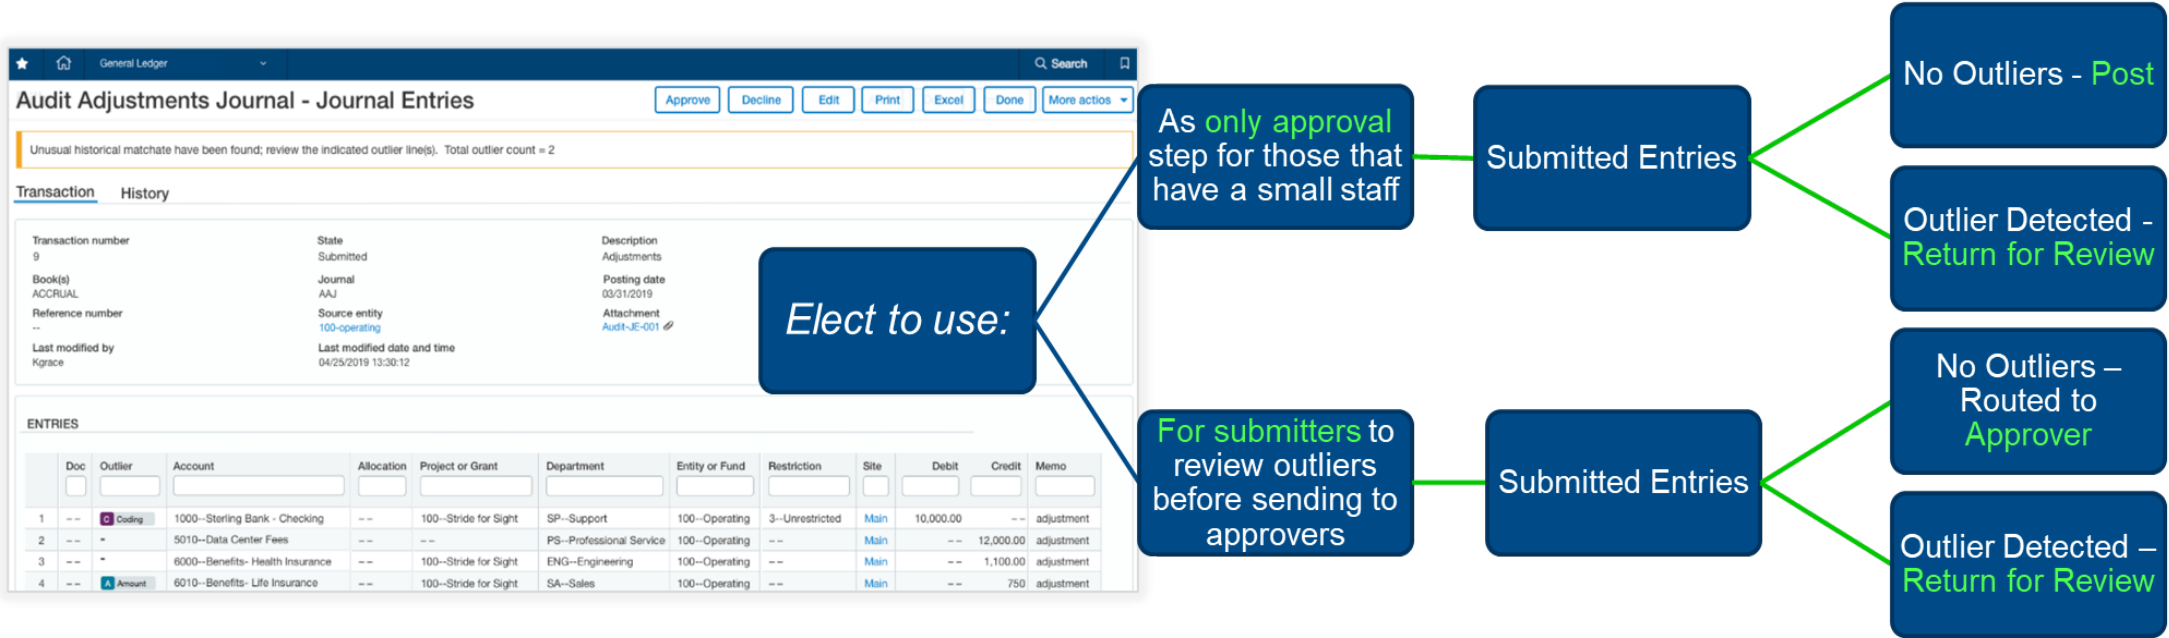 General Ledger
Search
Audit Adjustments Journal - Journal Entries
Approve Decline Edit Print Excel Done More actios
Unusual historical matchate have been found; review the indicated outlier line(s). Total outlier count = 2
Transaction History
Transaction number State Description
9 Submitted Adjustments
Book(s) Journal Posting date
ACCRUAL AAJ 03/31/2019
Reference number Source entity Attachment
-- 100-operating Audit-JE-001
Last modified by Last modified date and time
Kgrace 04/25/2019 13:30:12
ENTRIES
Doc Outlier Account Allocation Project or Grant Department Entity or Fund Restriction Site Debit Credit Memo
1 -- C Coding 1000--Sterling Bank - Checking -- 100--Stride for Sight SP--Support 100--Operating 3--Unrestricted Main 10,000.00 -- adjustment
2 -- - 5010--Data Center Fees -- -- PS--Professional Service 100--Operating -- Main -- 12,000.00 adjustment
3 -- - 6000--Benefits- Health Insurance -- 100--Stride for Sight ENG--Engineering 100--Operating -- Main -- 1,100.00 adjustment
4 -- A Amount 6010--Benefits- Life Insurance -- 100--Stride for Sight SA--Sales 100--Operating -- Main -- 750 adjustment
Elect to use:
As only approval
step for those that
have a small staff
Submitted Entries
No Outliers - Post
Outlier Detected -
Return for Review
For submitters to
review outliers
before sending to
approvers
Submitted Entries
No Outliers –
Routed to
Approver
Outlier Detected –
Return for Review